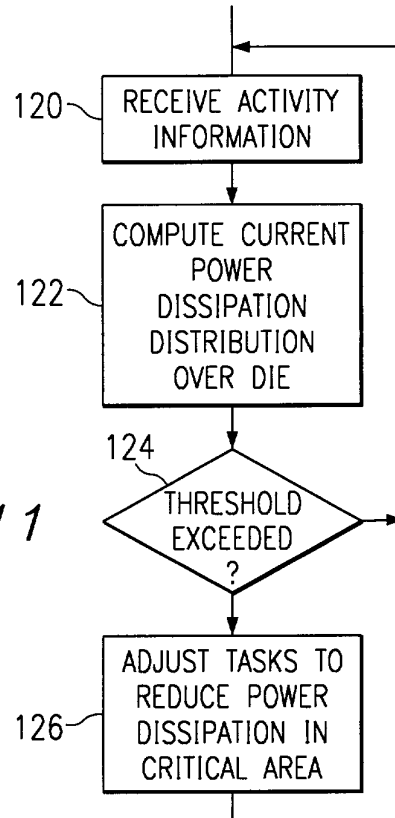 120
RECEIVE ACTIVITY
INFORMATION
122
COMPUTE CURRENT
POWER
DISSIPATION
DISTRIBUTION
OVER DIE
124
THRESHOLD
EXCEEDED
?
11
126
ADJUST TASKS TO
REDUCE POWER
DISSIPATION IN
CRITICAL AREA